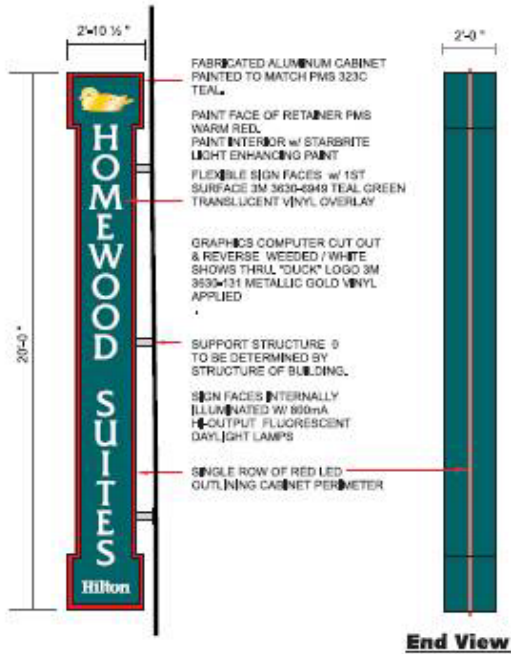 2'-10 ½ "
2'-0 "
FABRICATED ALUMINUM CABINET
PAINTED TO MATCH PMS 323C
TEAL.
PAINT FACE OF RETAINER PMS
WARM RED.
PAINT INTERIOR w/ STARBRITE
LIGHT ENHANCING PAINT
FLEXIBLE SIGN FACES w/ 1ST
SURFACE 3M 3630-6949 TEAL GREEN
TRANSLUCENT VINYL OVERLAY
GRAPHICS COMPUTER CUT OUT
& REVERSE WEEDED / WHITE
SHOWS THRU. "DUCK" LOGO 3M
3630-131 METALLIC GOLD VINYL
APPLIED
20'-0 "
SUPPORT STRUCTURE
TO BE DETERMINED BY
STRUCTURE OF BUILDING.
SIGN FACES INTERNALLY
ILLUMINATED W/ 800mA
HI-OUTPUT FLUORESCENT
DAYLIGHT LAMPS
SINGLE ROW OF RED LED
OUTLINING CABINET PERIMETER
HOMEWOOD SUITES
Hilton
End View